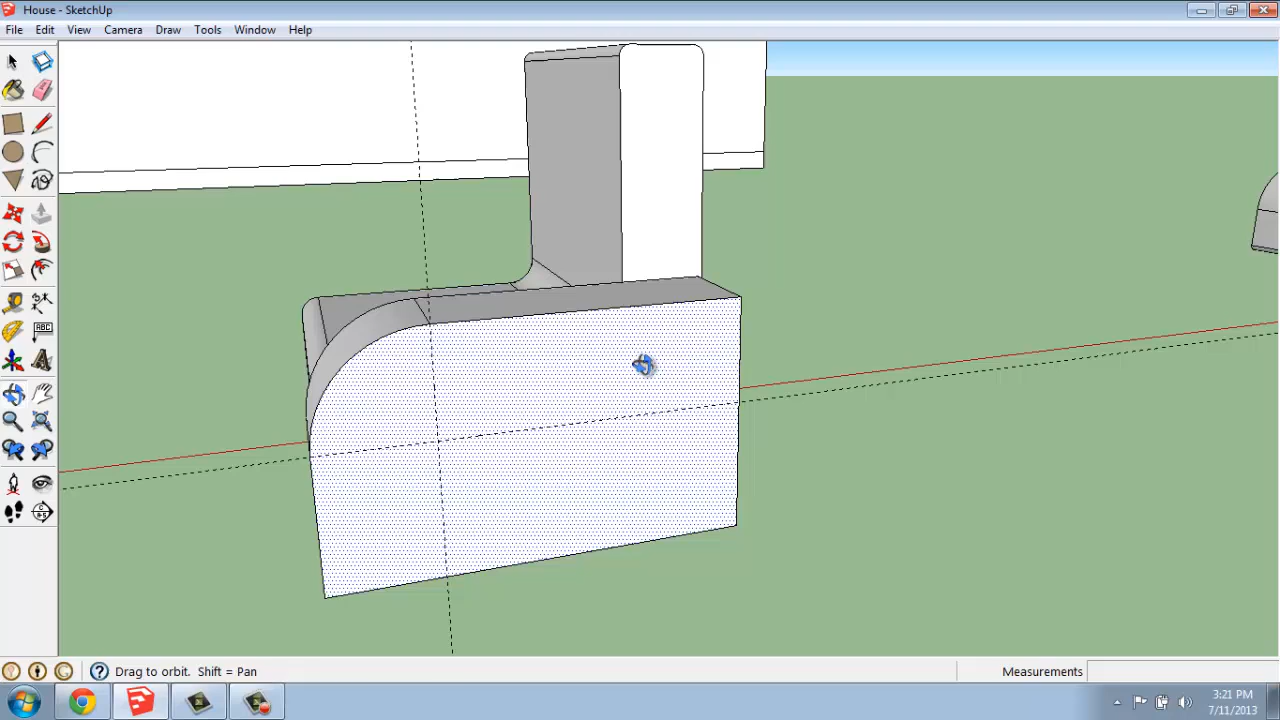 House - SketchUp
File Edit View Camera Draw Tools Window Help
ABC
A
Drag to orbit. Shift = Pan
Measurements
3:21 PM
7/11/2013